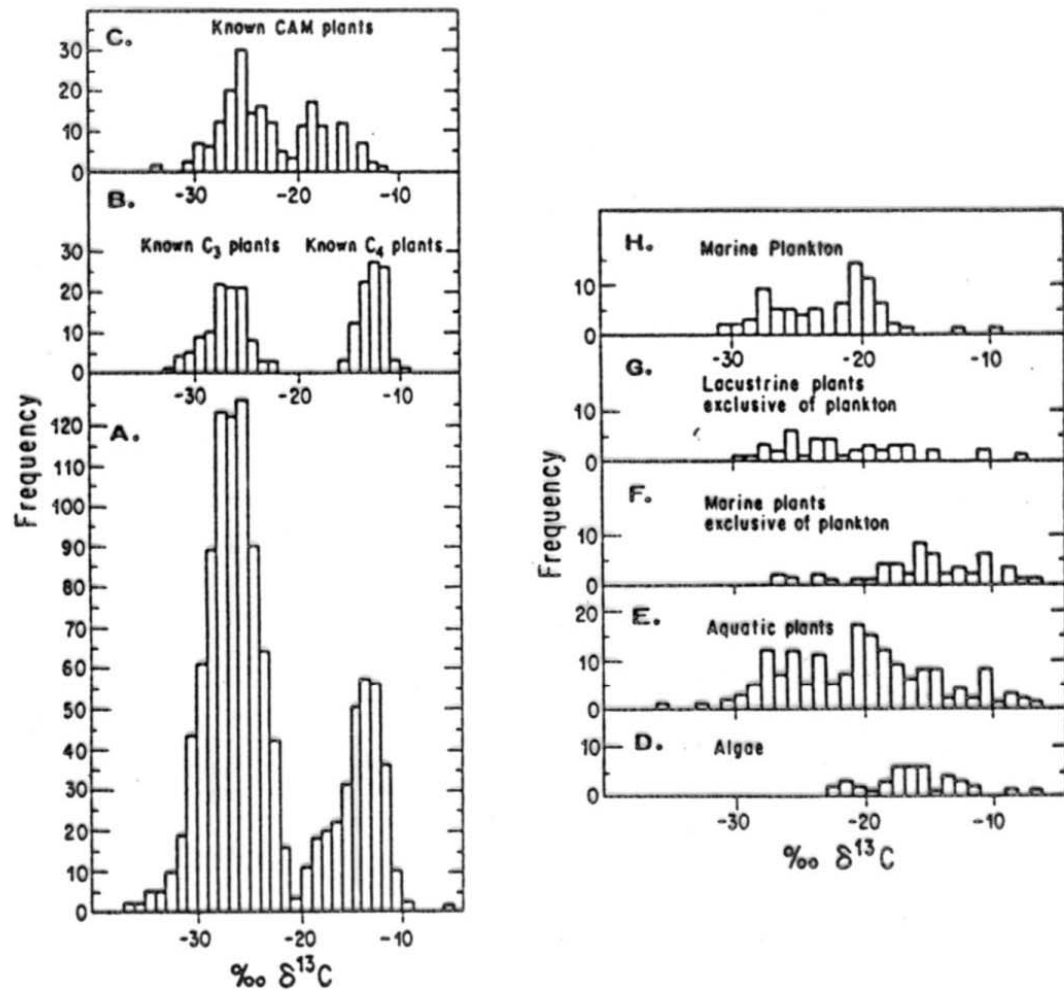 C.
Known CAM plants
30
20
10
0
-30 -20 -10
B.
Known C3 plants Known C4 plants
30
20
10
0
-30 -20 -10
A.
120
110
100
90
80
70
60
50
40
30
20
10
0
Frequency
-30 -20 -10
‰ δ13C
H.
Marine Plankton
10
0
-30 -20 -10
G.
Lacustrine plants
exclusive of plankton
10
0
F.
Marine plants
exclusive of plankton
10
0
E.
Aquatic plants
20
10
0
D.
Algae
10
0
Frequency
-30 -20 -10
‰ δ13C